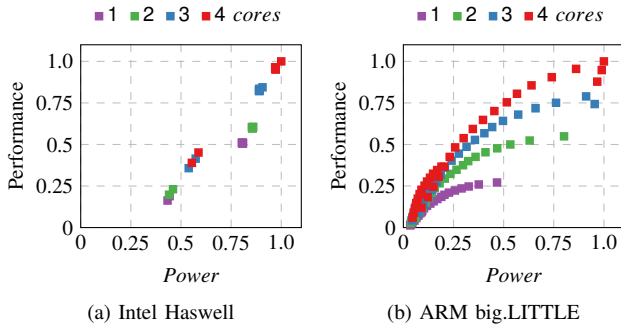 1 2 3 4 cores
1 2 3 4 cores
Performance
1.0
0.75
0.5
0.25
0
0 0.25 0.5 0.75 1.0
Power
(a) Intel Haswell
Performance
1.0
0.75
0.5
0.25
0
0 0.25 0.5 0.75 1.0
Power
(b) ARM big.LITTLE